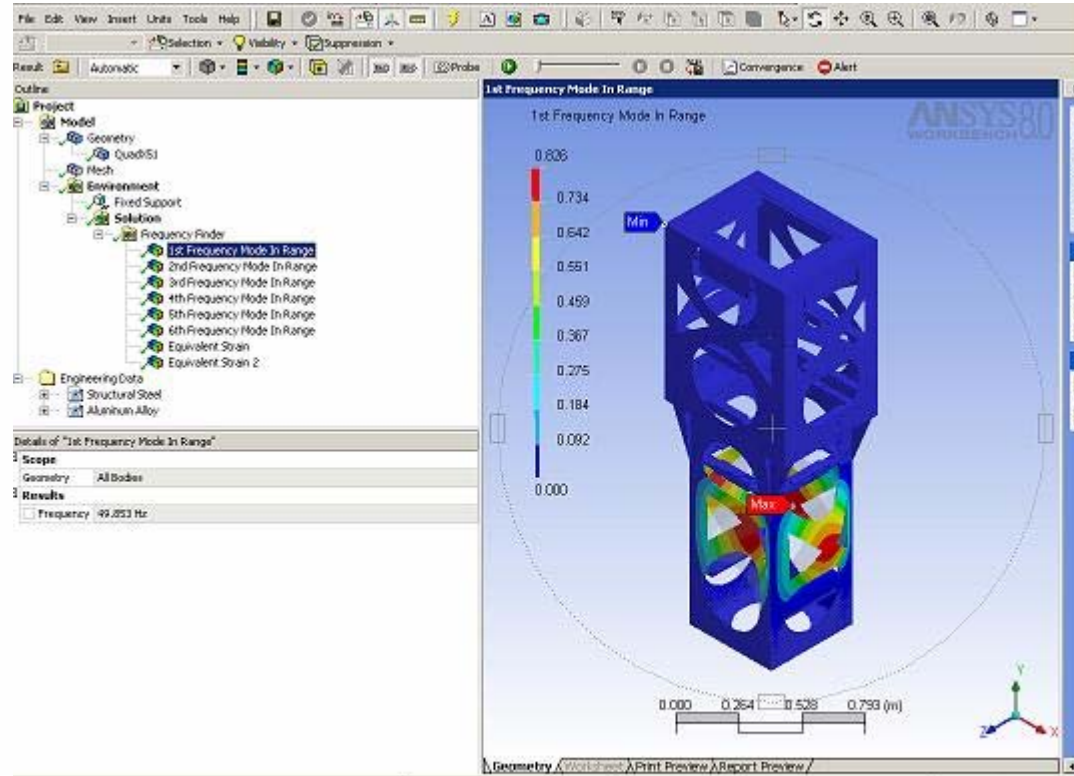 File Edit View Insert Units Tools Help
Selection Visibility Suppression
Result Automatic Probe Convergence Alert
Outline
Project
Model
Geometry
QuadXS1
Mesh
Environment
Fixed Support
Solution
Frequency Finder
1st Frequency Mode In Range
2nd Frequency Mode In Range
3rd Frequency Mode In Range
4th Frequency Mode In Range
5th Frequency Mode In Range
6th Frequency Mode In Range
Equivalent Strain
Equivalent Strain 2
Engineering Data
Structural Steel
Aluminum Alloy
Details of "1st Frequency Mode In Range"
Scope
Geometry All Bodies
Results
Frequency 49.853 Hz
1st Frequency Mode In Range
1st Frequency Mode In Range
ANSYS 8.0
WORKBENCH
0.826
0.734
0.642
0.551
0.459
0.367
0.275
0.184
0.092
0.000
Min
Max
0.000 0.264 0.528 0.793 (m)
Y
Z X
Geometry Worksheet Print Preview Report Preview